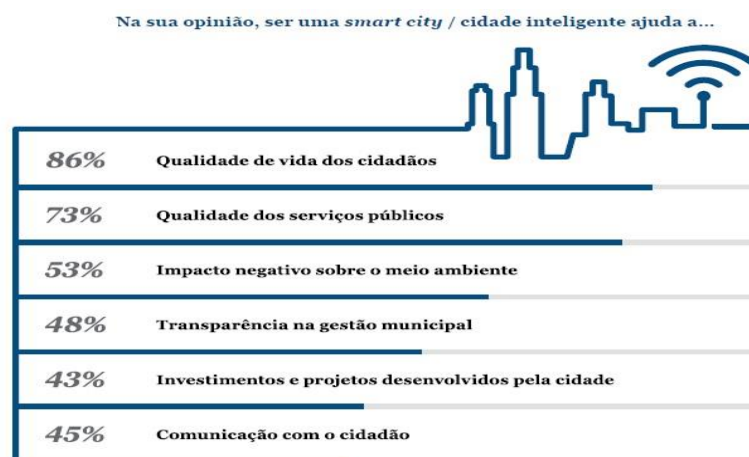 Na sua opinião, ser uma smart city / cidade inteligente ajuda a...
86% Qualidade de vida dos cidadãos
73% Qualidade dos serviços públicos
53% Impacto negativo sobre o meio ambiente
48% Transparência na gestão municipal
43% Investimentos e projetos desenvolvidos pela cidade
45% Comunicação com o cidadão